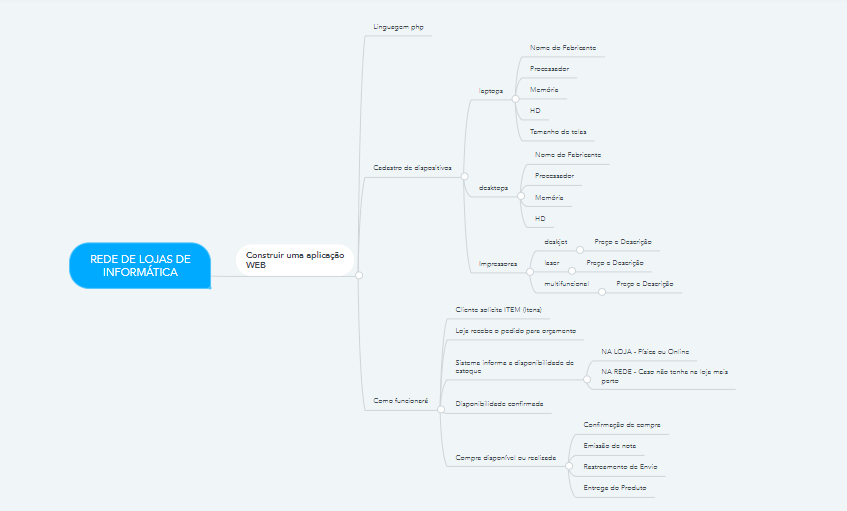 REDE DE LOJAS DE
INFORMÁTICA
Construir uma aplicação
WEB
Linguagem php
Cadastro de dispositivos
laptops
Nome do Fabricante
Processador
Memória
HD
Tamanho de telas
desktops
Nome do Fabricante
Processador
Memória
HD
Impressoras
deskjet
Preço e Descrição
laser
Preço e Descrição
multifuncional
Preço e Descrição
Como funcionará
Cliente solicita ITEM (itens)
Loja recebe o pedido para orçamento
Sistema informa a disponibilidade de
estoque
NA LOJA - Física ou Online
NA REDE - Caso não tenha na loja mais
perto
Disponibilidade confirmada
Compra disponível ou realizada
Confirmação da compra
Emissão da nota
Rastreamento de Envio
Entrega do Produto